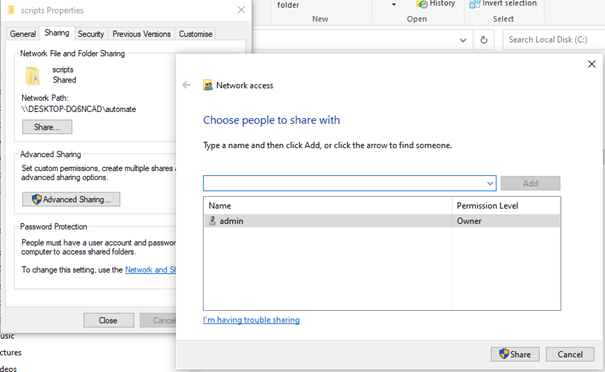 scripts Properties
General
Sharing
Security
Previous Versions
Customise
Network File and Folder Sharing
scripts
Shared
Network Path:
\\DESKTOP-DQ6NCAD\automate
Share...
Advanced Sharing
Set custom permissions, create multiple shares
advanced sharing options.
Advanced Sharing...
Password Protection
People must have a user account and passwor
computer to access shared folders.
To change this setting, use the Network and Sh
Close
Cance
usic
ctures
deos
folder
New
History
Open
Invert selection
Select
Search Local Disk (C:)
Network access
Choose people to share with
Type a name and then click Add, or click the arrow to find someone.
Add
Name
Permission Level
admin
Owner
I'm having trouble sharing
Share
Cancel